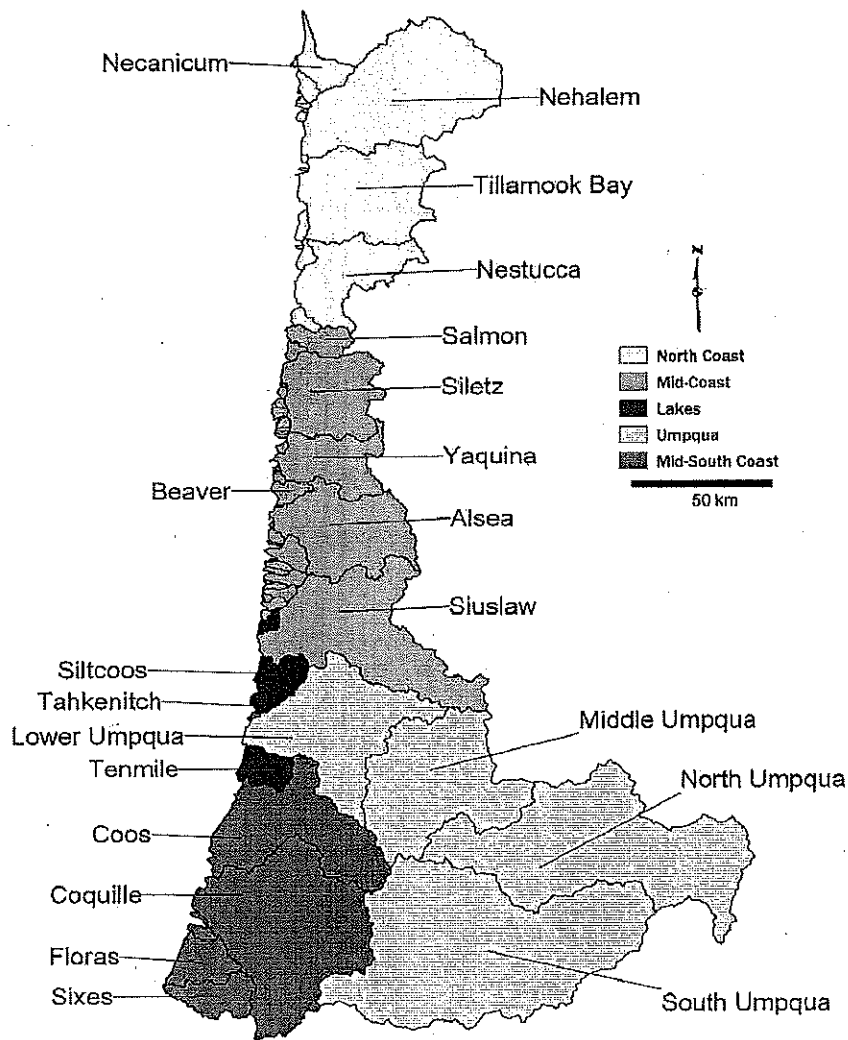 Necanicum
Nehalem
Tillamook Bay
Nestucca
N
Salmon
North Coast
Mid-Coast
Lakes
Umpqua
Mid-South Coast
50 km
Siletz
Yaquina
Beaver
Alsea
Siuslaw
Siltcoos
Tahkenitch
Lower Umpqua
Middle Umpqua
Tenmile
North Umpqua
Coos
Coquille
Floras
Sixes
South Umpqua